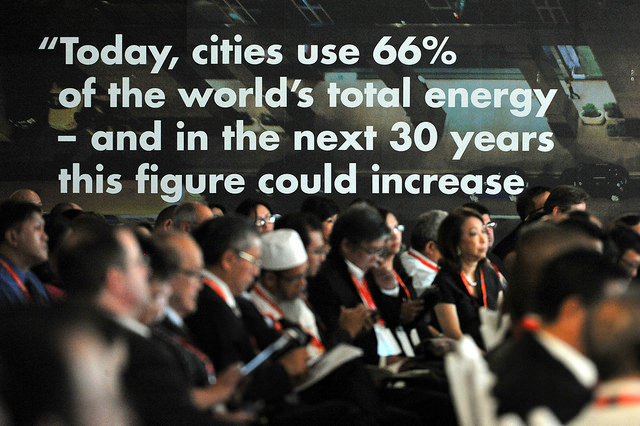 “Today, cities use 66%
of the world’s total energy
– and in the next 30 years
this figure could increase